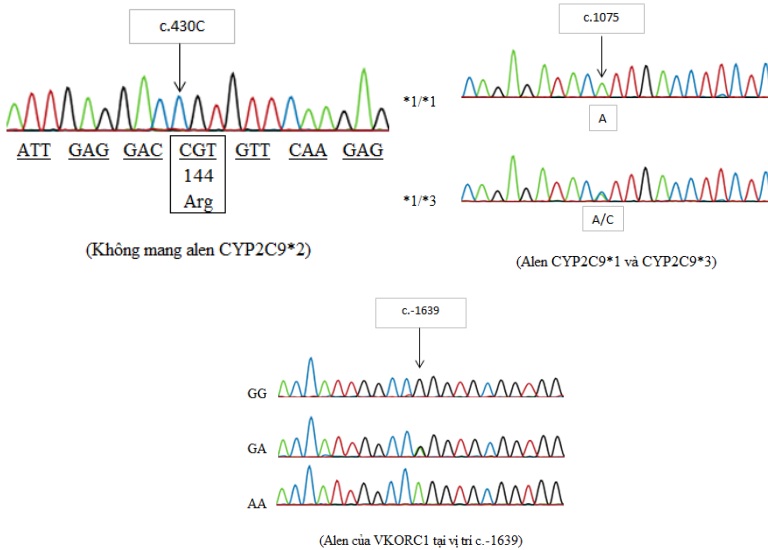 c.430C
ATT GAG GAC CGT GTT CAA GAG
144
Arg
(Không mang alen CYP2C9*2)
c.1075
*1/*1
A
*1/*3
A/C
(Alen CYP2C9*1 và CYP2C9*3)
c.-1639
GG
GA
AA
(Alen của VKORC1 tại vị trí c.-1639)